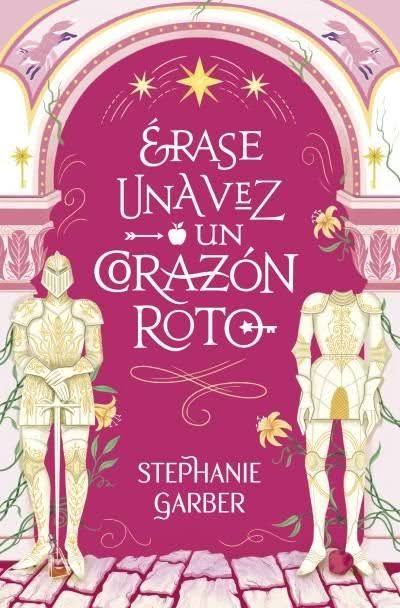 ÉRASE
UNA VEZ
UN
CORAZÓN
ROTO
STEPHANIE
GARBER